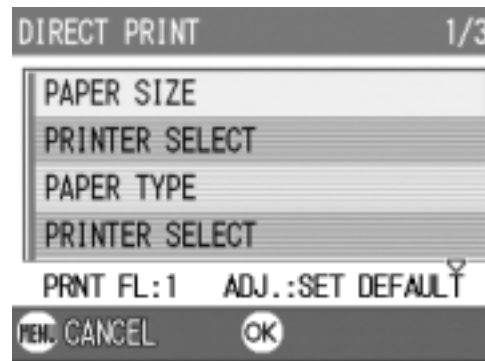 DIRECT PRINT 1/3
PAPER SIZE
PRINTER SELECT
PAPER TYPE
PRINTER SELECT
PRNT FL:1 ADJ.:SET DEFAULT
MENU CANCEL OK